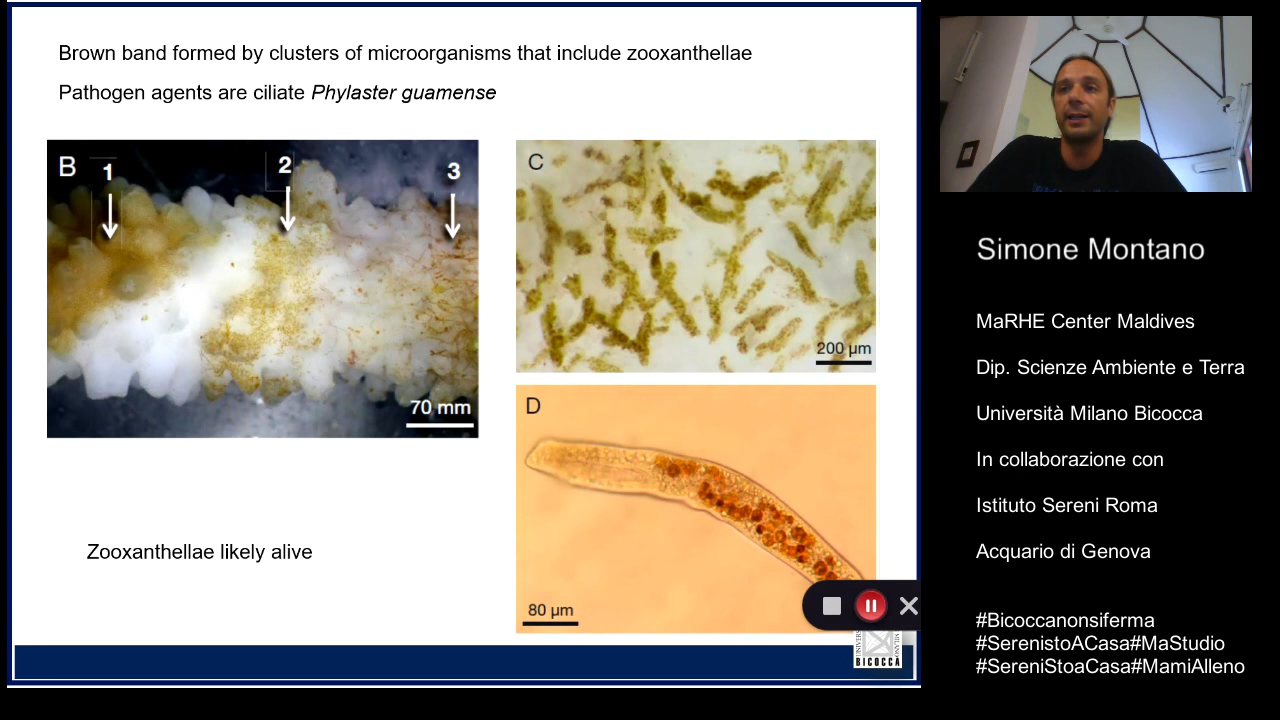 Brown band formed by clusters of microorganisms that include zooxanthellae
Pathogen agents are ciliate Phylaster guamense
B
1
2
3
70 mm
C
200 µm
D
80 µm
Zooxanthellae likely alive
BICOCCA
Simone Montano
MaRHE Center Maldives
Dip. Scienze Ambiente e Terra
Università Milano Bicocca
In collaborazione con
Istituto Sereni Roma
Acquario di Genova
#Bicoccanonsiferma
#SerenistoACasa#MaStudio
#SereniStoaCasa#MamiAlleno